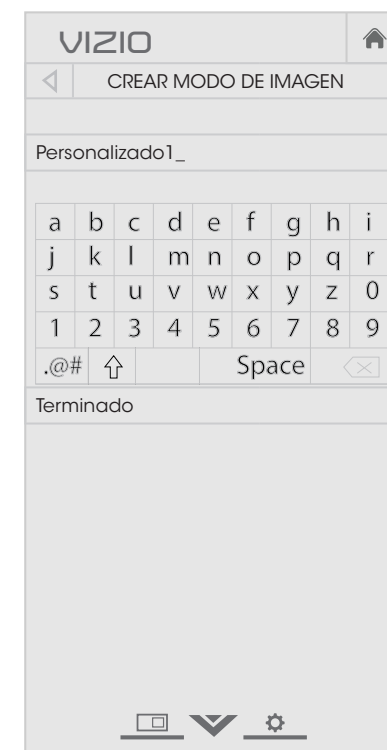 VIZIO
CREAR MODO DE IMAGEN
Personalizado1_
a b c d e f g h i
j k l m n o p q r
s t u v w x y z 0
1 2 3 4 5 6 7 8 9
.@# Space
Terminado